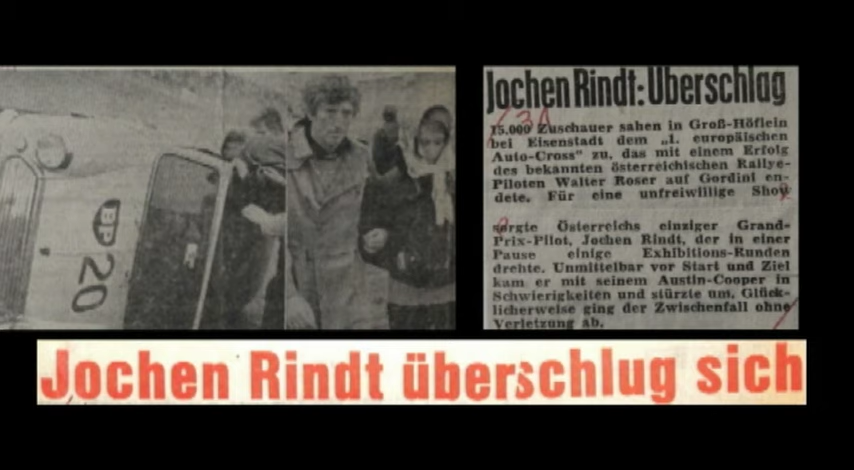 BP
20
Jochen Rindt: Überschlag
15.000 Zuschauer sahen in Groß-Höflein
bei Eisenstadt dem „1. europäischen
Auto-Cross" zu, das mit einem Erfolg
des bekannten österreichischen Rallye-
Piloten Walter Roser auf Gordini en-
dete. Für eine unfreiwillige Show
sorgte Österreichs einziger Grand-
Prix-Pilot, Jochen Rindt, der in einer
Pause einige Exhibitions-Runden
drehte. Unmittelbar vor Start und Ziel
kam er mit seinem Austin-Cooper in
Schwierigkeiten und stürzte um. Glück-
licherweise ging der Zwischenfall ohne
Verletzung ab.
Jochen Rindt überschlug sich